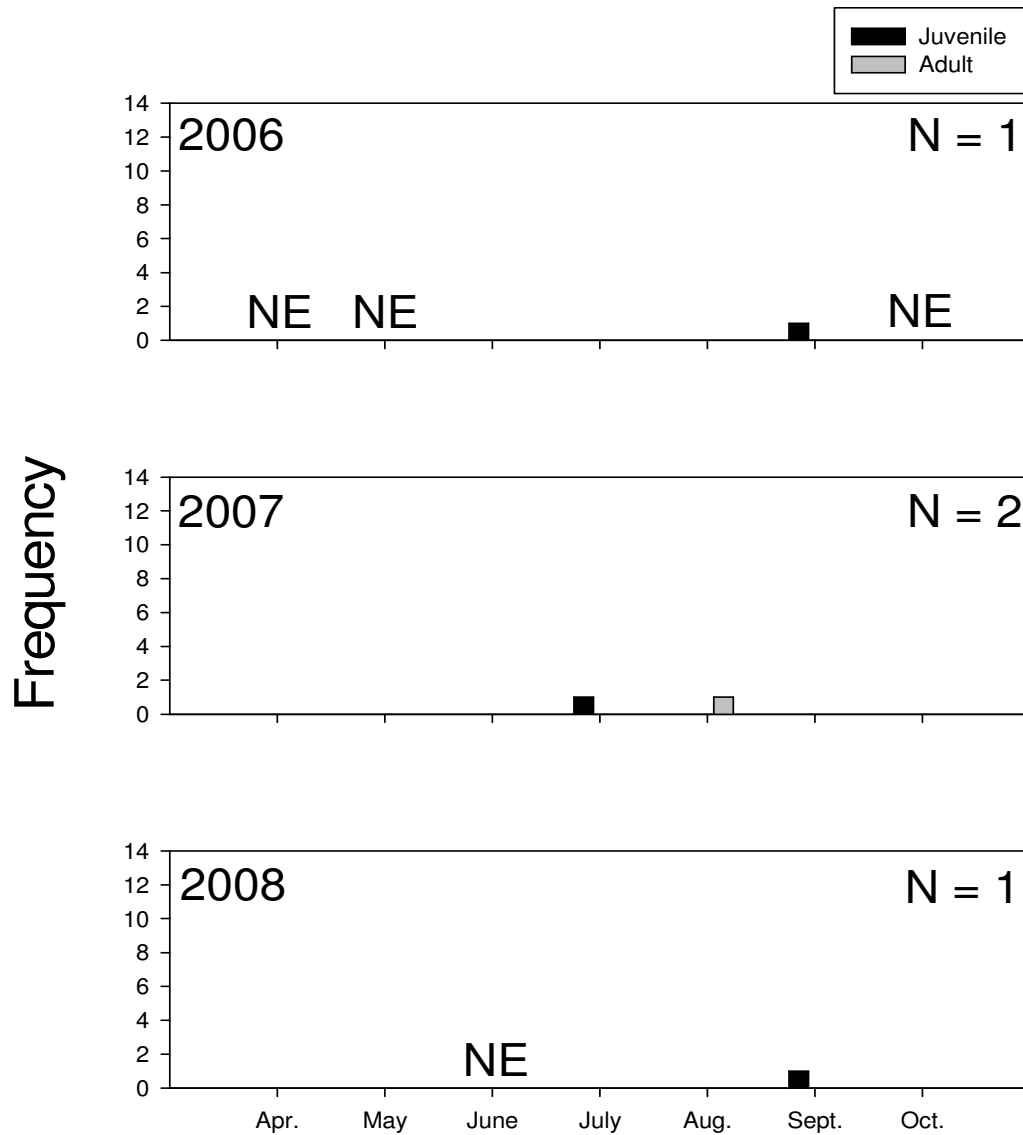 Juvenile
Adult
14
2006
N = 1
12
10
8
6
4
2
NE
NE
NE
0
Frequency
14
2007
N = 2
12
10
8
6
4
2
0
14
2008
N = 1
12
10
8
6
4
2
NE
0
Apr.
May
June
July
Aug.
Sept.
Oct.